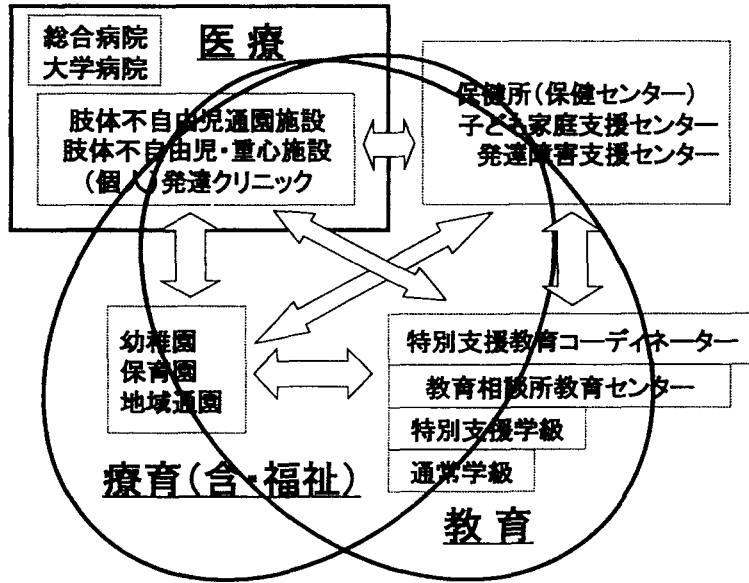 総合病院
大学病院
医 療
肢体不自由児通園施設
肢体不自由児・重心施設
(個人)発達クリニック
保健所(保健センター)
子ども家庭支援センター
発達障害支援センター
幼稚園
保育園
地域通園
特別支援教育コーディネーター
教育相談所教育センター
特別支援学級
通常学級
療育(含・福祉)
教 育